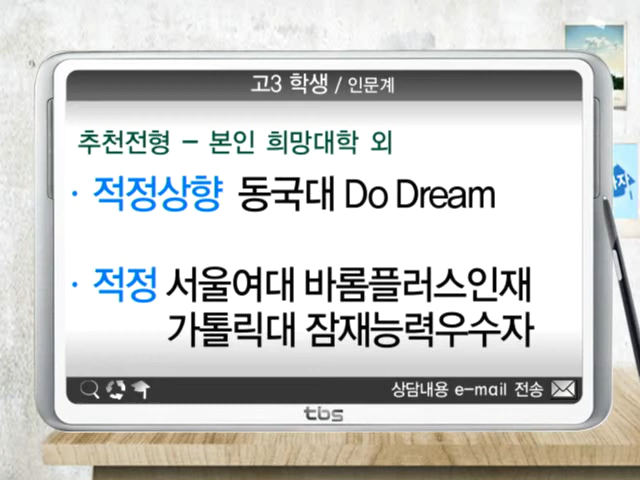 고3 학생 / 인문계
추천전형 - 본인 희망대학 외
· 적정상향 동국대 Do Dream
· 적정 서울여대 바롬플러스인재
가톨릭대 잠재능력우수자
상담내용 e-mail 전송
tbs